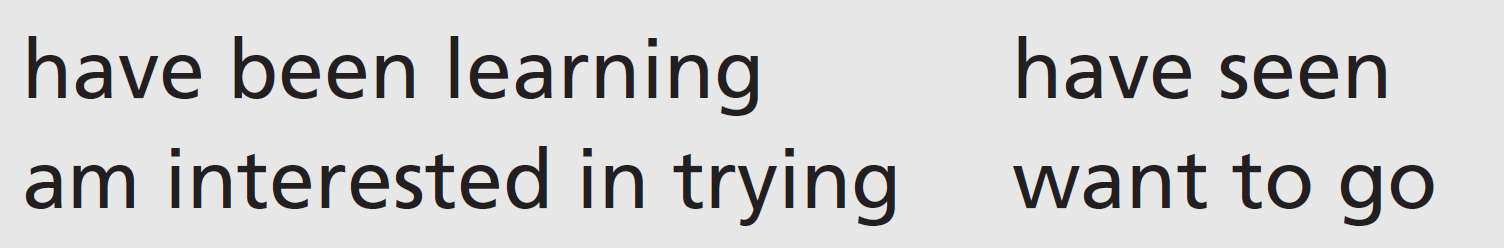 have been learning have seen
am interested in trying want to go